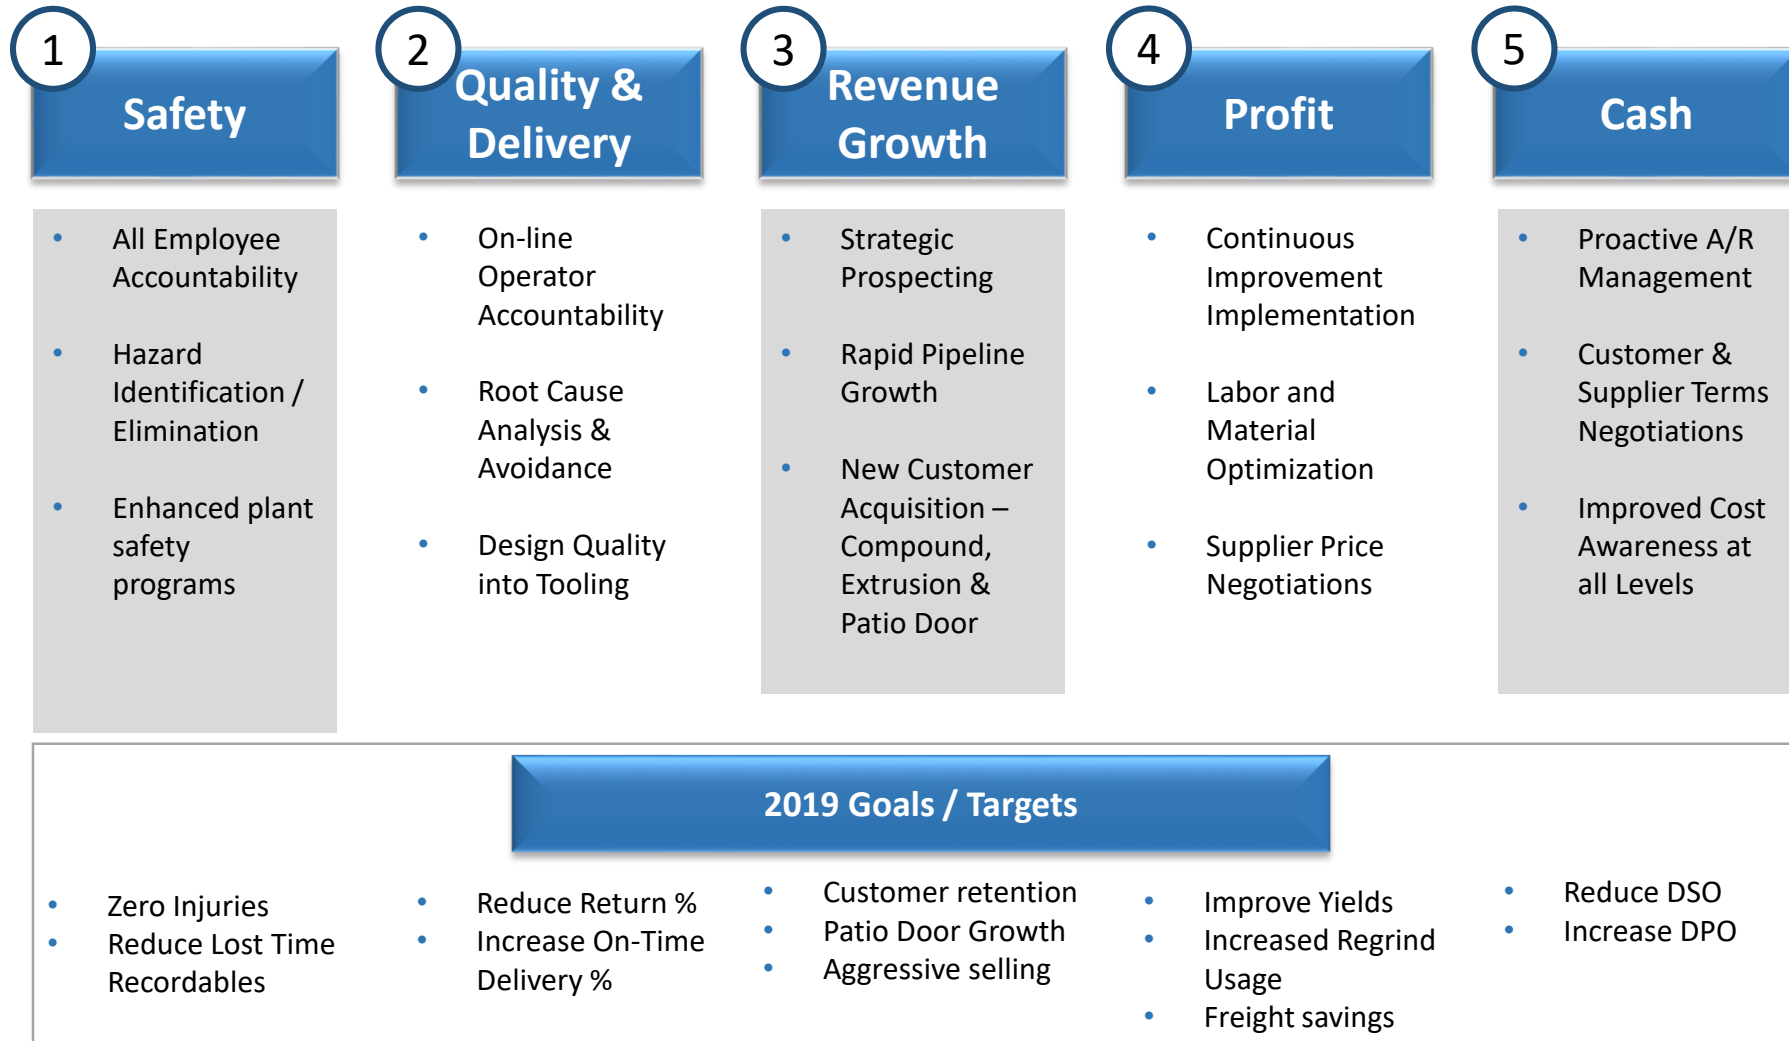 1
Safety
2
Quality &
Delivery
3
Revenue
Growth
4
Profit
5
Cash
• All Employee
Accountability
• Hazard
Identification /
Elimination
• Enhanced plant
safety
programs
• On-line
Operator
Accountability
• Root Cause
Analysis &
Avoidance
• Design Quality
into Tooling
• Strategic
Prospecting
• Rapid Pipeline
Growth
• New Customer
Acquisition –
Compound,
Extrusion &
Patio Door
• Continuous
Improvement
Implementation
• Labor and
Material
Optimization
• Supplier Price
Negotiations
• Proactive A/R
Management
• Customer &
Supplier Terms
Negotiations
• Improved Cost
Awareness at
all Levels
2019 Goals / Targets
• Zero Injuries
• Reduce Lost Time
Recordables
• Reduce Return %
• Increase On-Time
Delivery %
• Customer retention
• Patio Door Growth
• Aggressive selling
• Improve Yields
• Increased Regrind
Usage
• Freight savings
• Reduce DSO
• Increase DPO